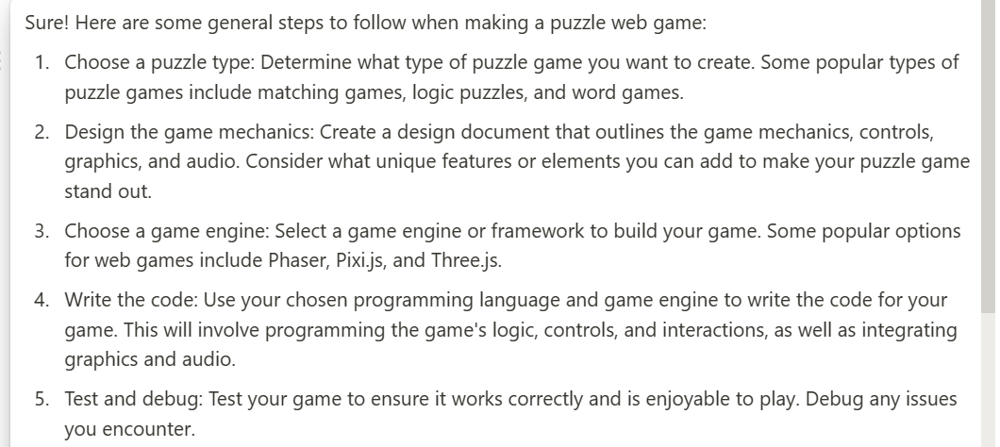 Sure! Here are some general steps to follow when making a puzzle web game:
1. Choose a puzzle type: Determine what type of puzzle game you want to create. Some popular types of
puzzle games include matching games, logic puzzles, and word games.
2. Design the game mechanics: Create a design document that outlines the game mechanics, controls,
graphics, and audio. Consider what unique features or elements you can add to make your puzzle game
stand out.
3. Choose a game engine: Select a game engine or framework to build your game. Some popular options
for web games include Phaser, Pixi.js, and Three.js.
4. Write the code: Use your chosen programming language and game engine to write the code for your
game. This will involve programming the game's logic, controls, and interactions, as well as integrating
graphics and audio.
5. Test and debug: Test your game to ensure it works correctly and is enjoyable to play. Debug any issues
you encounter.